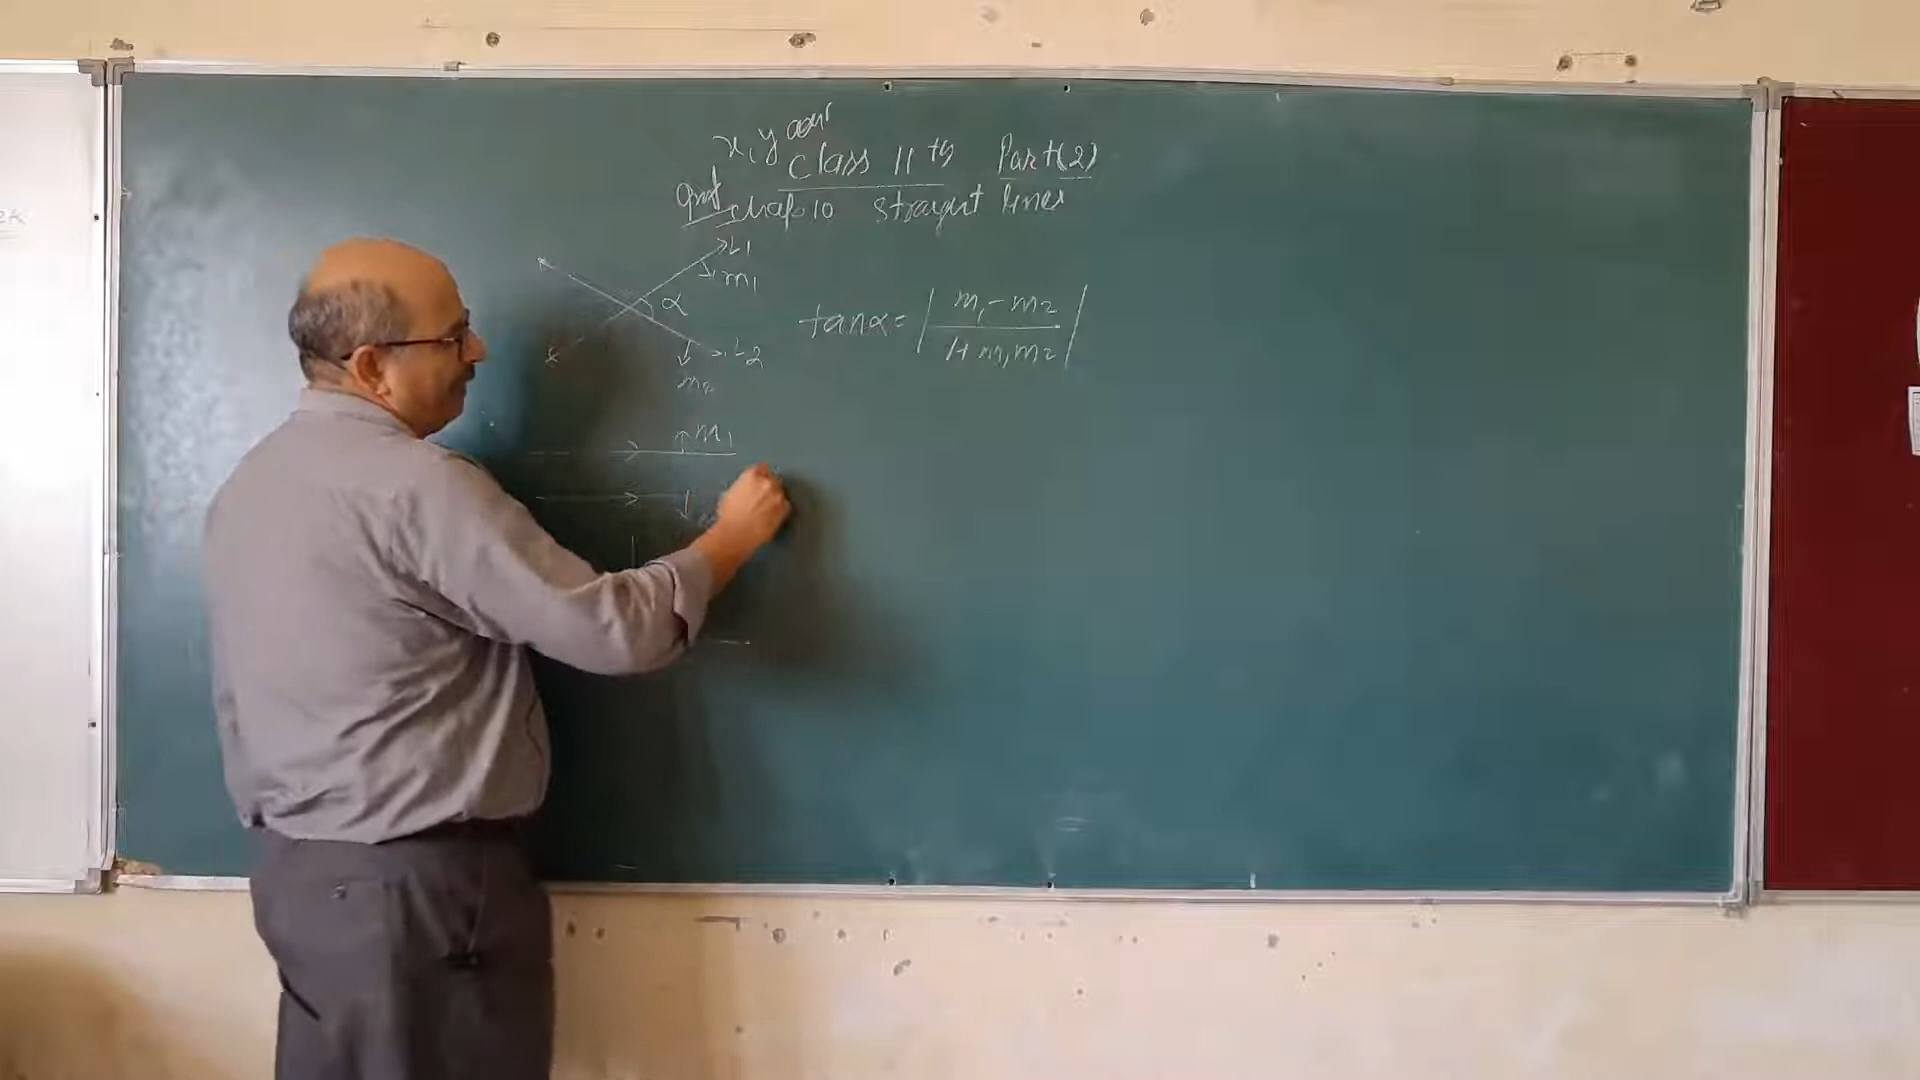 x, y
Class 11th Part(2)
chap 10 straight lines
L1
m1
α
tanα = | m1 - m2 / 1 + m1m2 |
L2
m2
m1